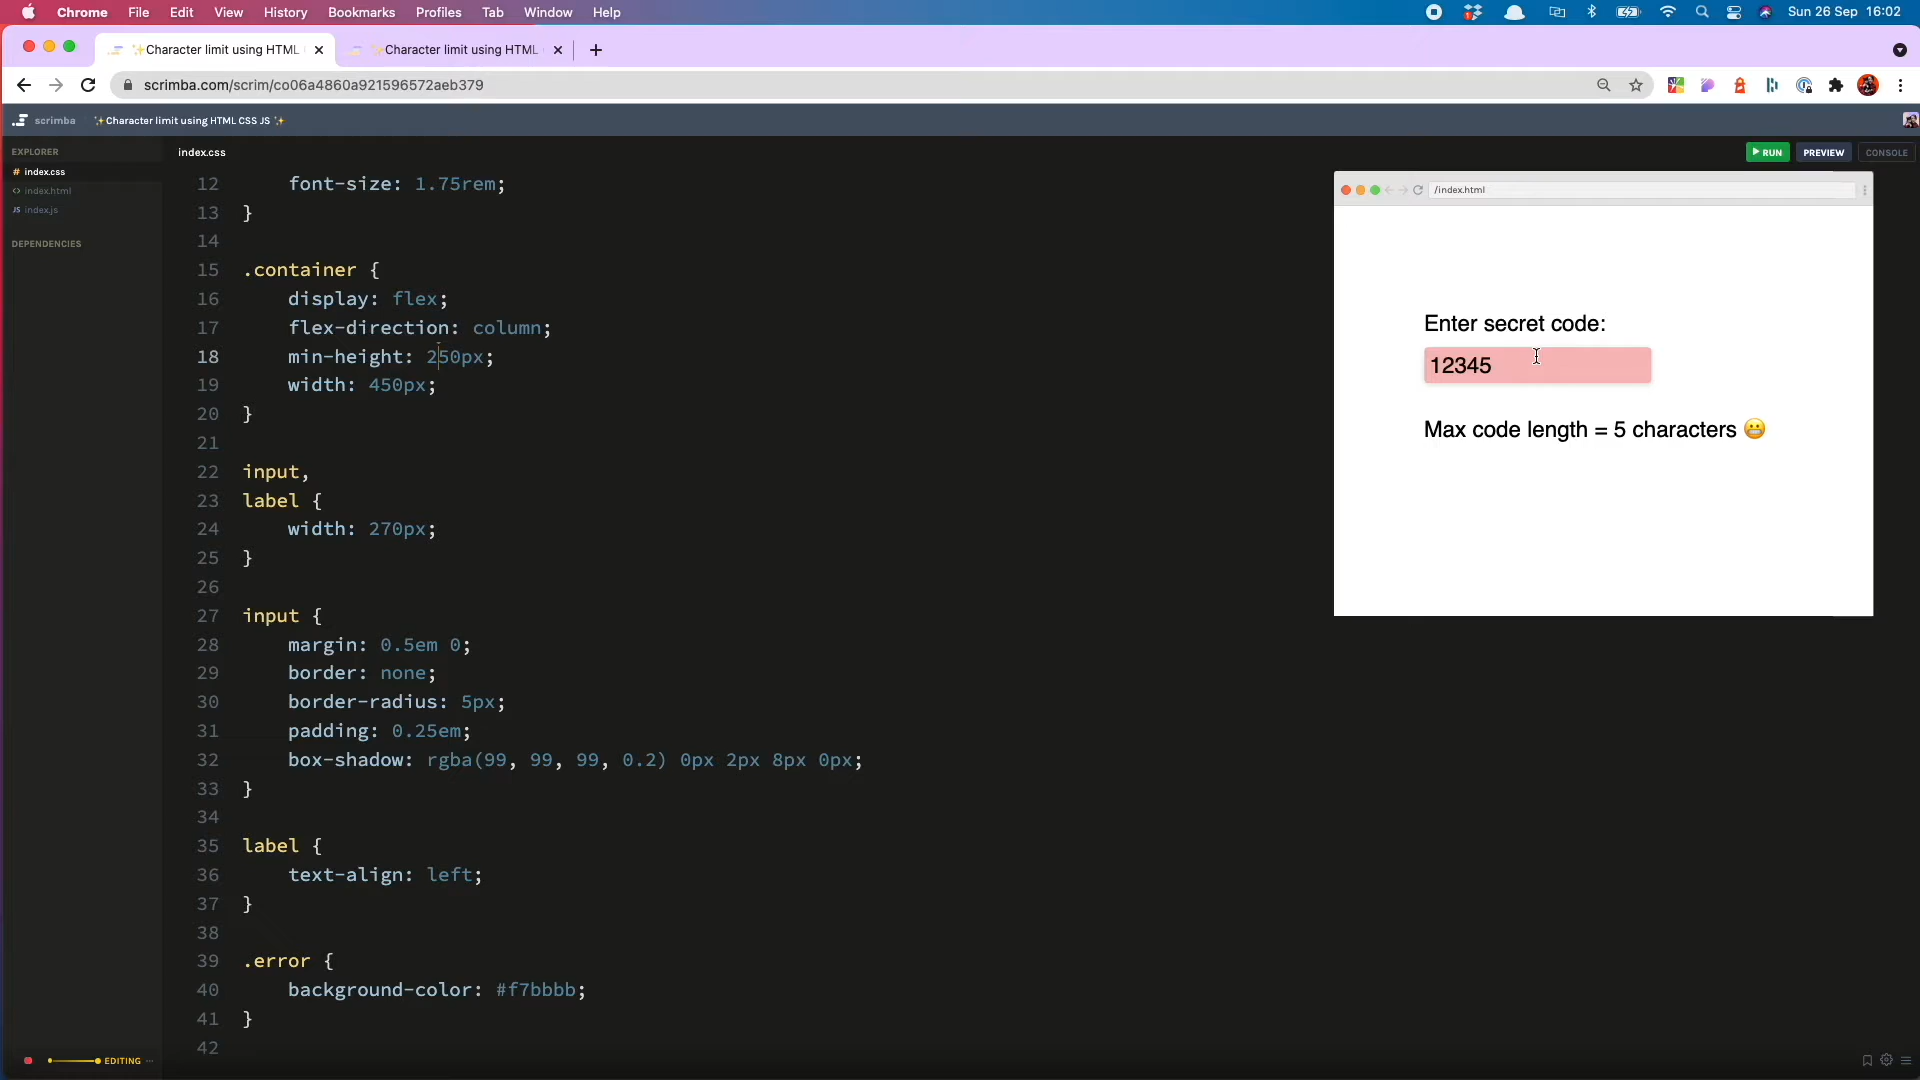 Chrome File Edit View History Bookmarks Profiles Tab Window Help
Sun 26 Sep 16:02
✨Character limit using HTML
✨Character limit using HTML
scrimba.com/scrim/co06a4860a921596572aeb379
scrimba
✨Character limit using HTML CSS JS ✨
EXPLORER
# index.css
<> index.html
JS index.js
DEPENDENCIES
index.css
RUN
PREVIEW
CONSOLE
12 font-size: 1.75rem;
13 }
14
15 .container {
16 display: flex;
17 flex-direction: column;
18 min-height: 250px;
19 width: 450px;
20 }
21
22 input,
23 label {
24 width: 270px;
25 }
26
27 input {
28 margin: 0.5em 0;
29 border: none;
30 border-radius: 5px;
31 padding: 0.25em;
32 box-shadow: rgba(99, 99, 99, 0.2) 0px 2px 8px 0px;
33 }
34
35 label {
36 text-align: left;
37 }
38
39 .error {
40 background-color: #f7bbbb;
41 }
42
/index.html
Enter secret code:
12345
Max code length = 5 characters 😬
EDITING ...